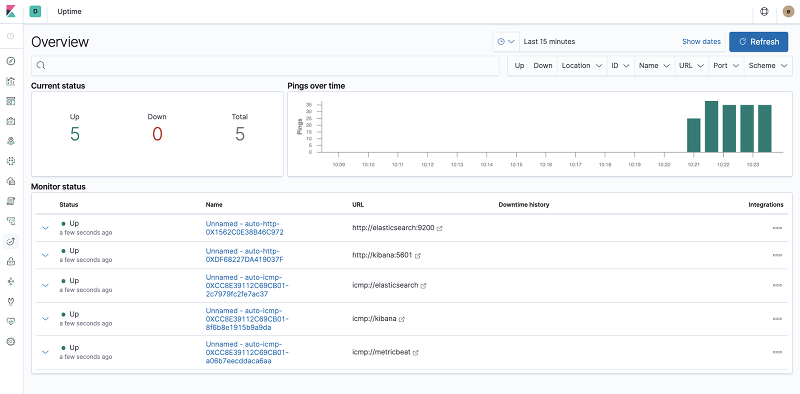 D Uptime e
Overview
Last 15 minutes Show dates Refresh
Up Down Location ID Name URL Port Scheme
Current status
Up Down Total
5 0 5
Pings over time
Pings
35
30
25
20
15
10
5
0
10:09 10:10 10:11 10:12 10:13 10:14 10:15 10:16 10:17 10:18 10:19 10:20 10:21 10:22 10:23
Monitor status
Status Name URL Downtime history Integrations
Up
a few seconds ago
Unnamed - auto-http-
0X1562C0E38B46C972
http://elasticsearch:9200
Up
a few seconds ago
Unnamed - auto-http-
0XDF68227DA419037F
http://kibana:5601
Up
a few seconds ago
Unnamed - auto-icmp-
0XCC8E39112C69CB01-
2c7979fc2fe7ac37
icmp://elasticsearch
Up
a few seconds ago
Unnamed - auto-icmp-
0XCC8E39112C69CB01-
8f6b8e1915b9a9da
icmp://kibana
Up
a few seconds ago
Unnamed - auto-icmp-
0XCC8E39112C69CB01-
a06b7eecddaca6aa
icmp://metricbeat